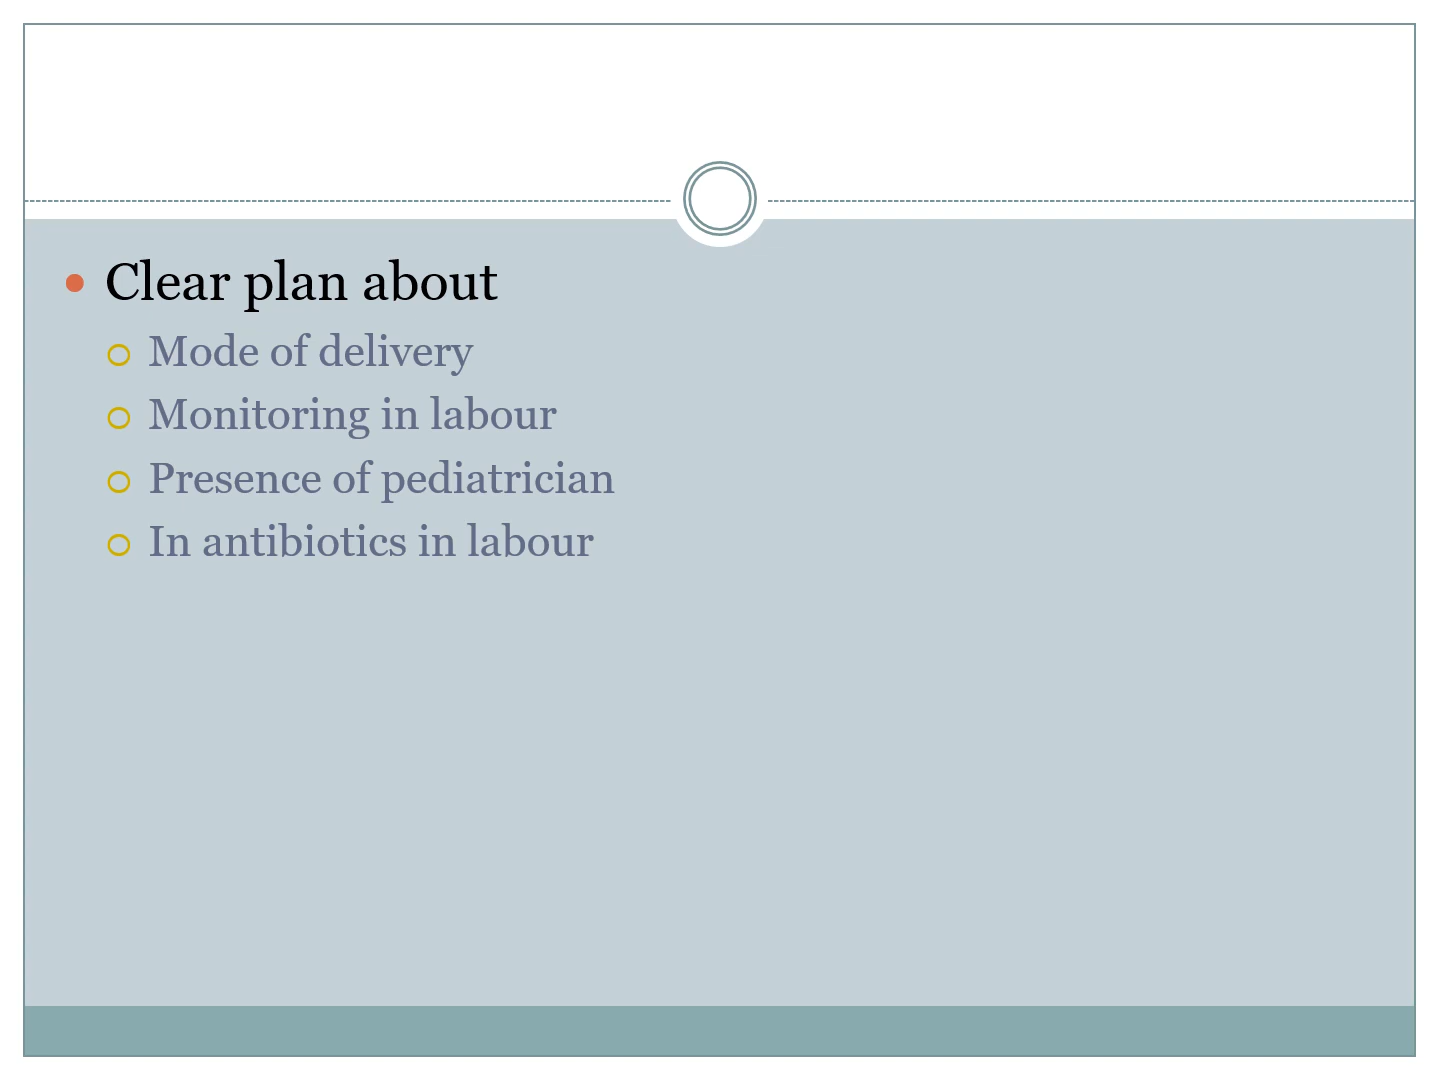 Clear plan about
Mode of delivery
Monitoring in labour
Presence of pediatrician
In antibiotics in labour